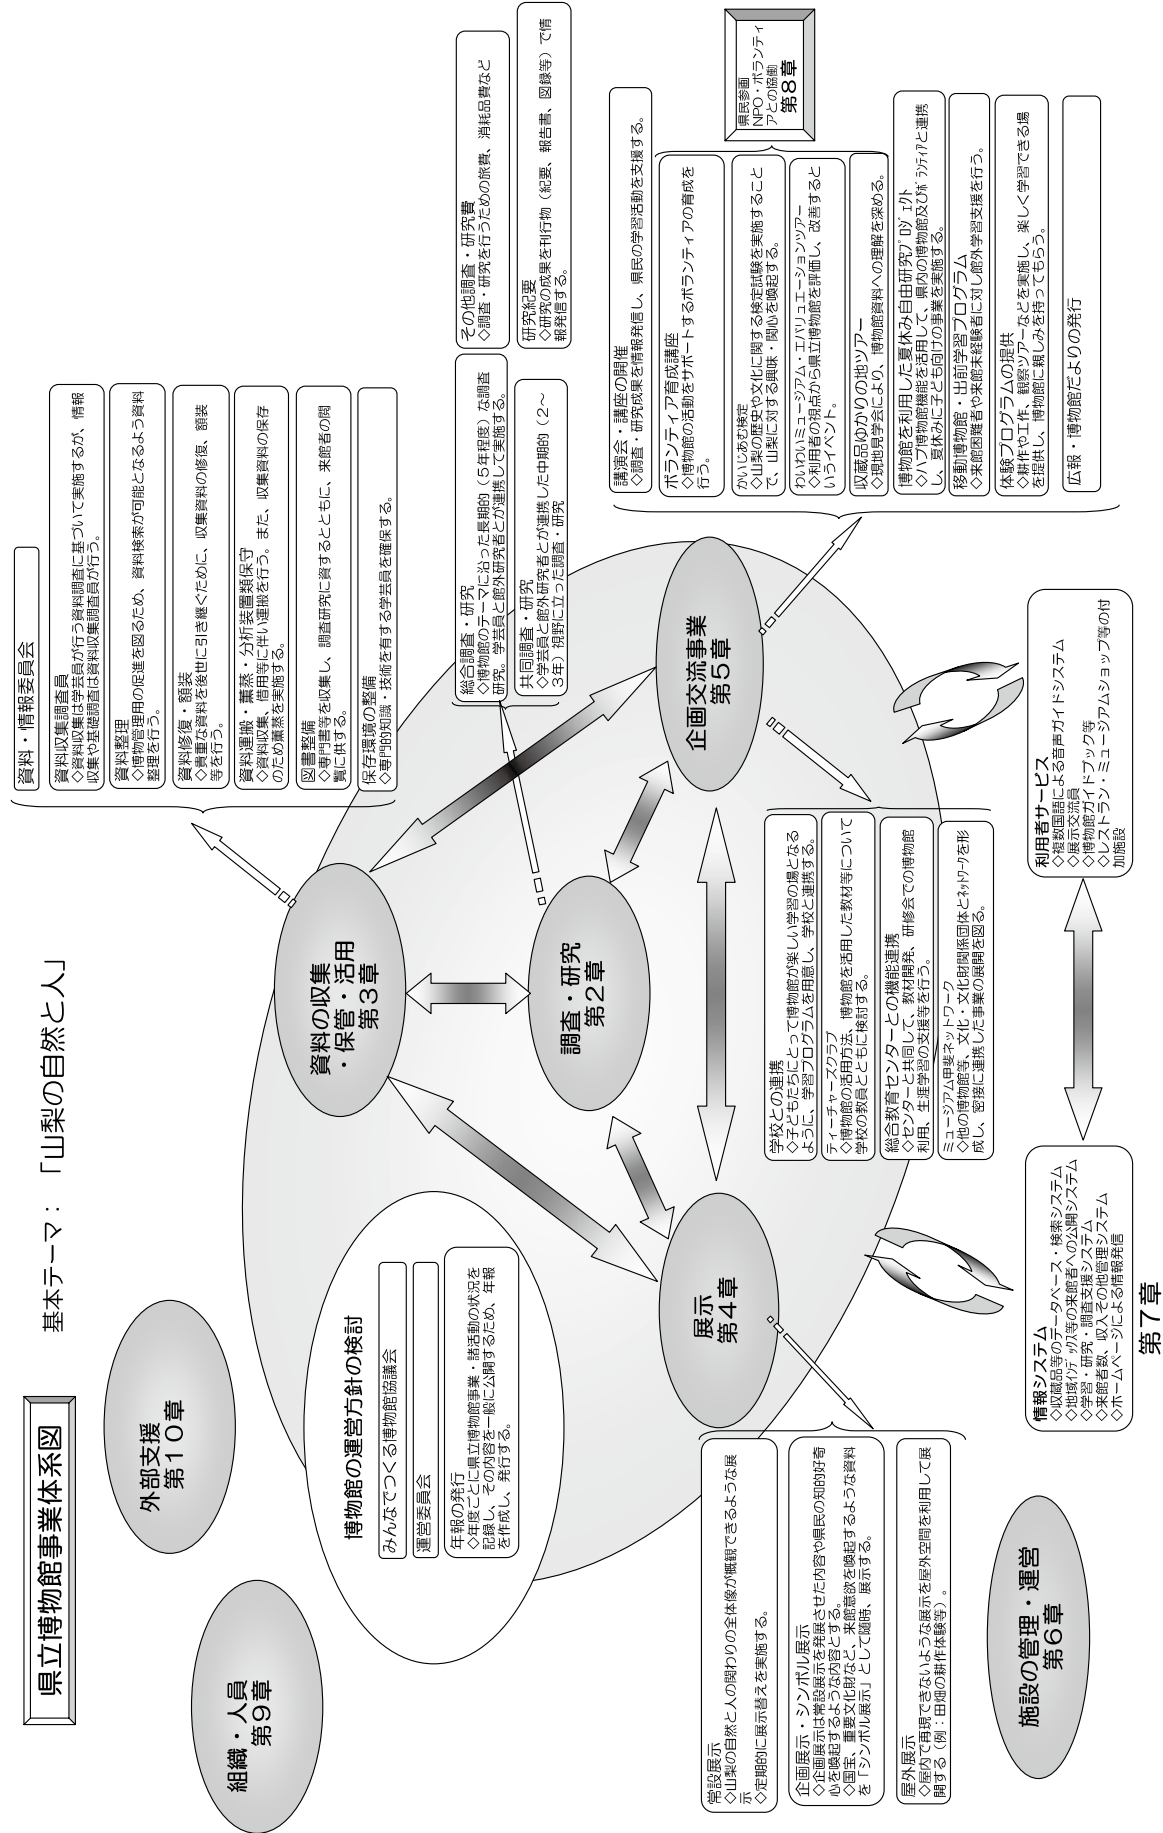 県立博物館事業体系図
基本テーマ：「山梨の自然と人」
組織・人員
第９章
外部支援
第１０章
博物館の運営方針の検討
みんなでつくる博物館協議会
運営委員会
年報の発行
◇年度ごとに県立博物館事業・諸活動の状況を
記録し、その内容を一般に公開するため、年報
を作成し、発行する。
資料の収集
・保管・活用
第３章
資料・情報委員会
資料収集調査員
◇資料収集は学芸員が行う資料調査に基づいて実施するが、情報
収集や基礎調査は資料収集調査員が行う。
資料整理
◇博物管理用の促進を図るため、資料検索が可能となるよう資料
整理を行う。
資料修復・額装
◇貴重な資料を後世に引き継ぐために、収集資料の修復、額装
等を行う。
資料運搬・薫蒸・分析装置類保守
◇資料収集、借用等に伴い運搬を行う。また、収集資料の保存
のため薫蒸を実施する。
図書整備
◇専門書等を収集し、調査研究に資するとともに、来館者の閲
覧に供する。
保存環境の整備
◇専門的知識・技術を有する学芸員を確保する。
調査・研究
第２章
総合調査・研究
◇博物館のテーマに沿った長期的（５年程度）な調査
研究。学芸員と館外研究者とが連携して実施する。
共同調査・研究
◇学芸員と館外研究者とが連携した中期的（２～
３年）視野に立った調査・研究
その他調査・研究費
◇調査・研究を行うための旅費、消耗品費など
研究紀要
◇研究の成果を刊行物（紀要、報告書、図録等）で情
報発信する。
展示
第４章
常設展示
◇山梨の自然と人の関わりの全体像が概観できるような展
示
◇定期的に展示替えを実施する。
企画展示・シンボル展示
◇企画展示は常設展示を発展させた内容や県民の知的好奇
心を喚起するような内容とする。
◇国宝、重要文化財など、来館意欲を喚起するような資料
を「シンボル展示」として随時、展示する。
屋外展示
◇屋内で再現できないような展示を屋外空間を利用して展
開する（例：田畑の耕作体験等）。
企画交流事業
第５章
学校との連携
◇子どもたちにとって博物館が楽しい学習の場となる
ように、学習プログラムを用意し、学校と連携する。
ティーチャーズクラブ
◇博物館の活用方法、博物館を活用した教材等について
学校の教員とともに検討する。
総合教育センターとの機能連携
◇センターと共同して、教材開発、研修会での博物館
利用、生涯学習の支援等を行う。
ミュージアム甲斐ネットワーク
◇他の博物館等、文化・文化財関係団体とﾈｯﾄﾜｰｸを形
成し、密接に連携した事業の展開を図る。
講演会・講座の開催
◇調査・研究成果を情報発信し、県民の学習活動を支援する。
ボランティア育成講座
◇博物館の活動をサポートするボランティアの育成を
行う。
かいじあむ検定
◇山梨の歴史や文化に関する検定試験を実施すること
で、山梨に対する興味・関心を喚起する。
わいわいミュージアム・エバリュエーションツアー
◇利用者の視点から県立博物館を評価し、改善すると
いうイベント。
収蔵品ゆかりの地ツアー
◇現地見学会により、博物館資料への理解を深める。
博物館を利用した夏休み自由研究ﾌﾟﾛｼﾞｪｸﾄ
◇ハブ博物館機能を活用して、県内の博物館及びﾎﾞﾗﾝﾃｨｱと連携
し、夏休みに子ども向けの事業を実施する。
移動博物館・出前学習プログラム
◇来館困難者や来館未経験者に対し館外学習支援を行う。
体験プログラムの提供
◇耕作や工作、観察ツアーなどを実施し、楽しく学習できる場
を提供し、博物館に親しみを持ってもらう。
広報・博物館だよりの発行
県民参画
NPO・ボランティ
アとの協働
第８章
施設の管理・運営
第６章
情報システム
◇収蔵品等のデータベース・検索システム
◇地域ｲﾝﾃﾞｯｸｽ等の来館者への公開システム
◇学習・研究・調査支援システム
◇来館者数、収入その他管理システム
◇ホームページによる情報発信
利用者サービス
◇複数国語による音声ガイドシステム
◇展示交流員
◇博物館ガイドブック等
◇レストラン・ミュージアムショップ等の付
加施設
第７章